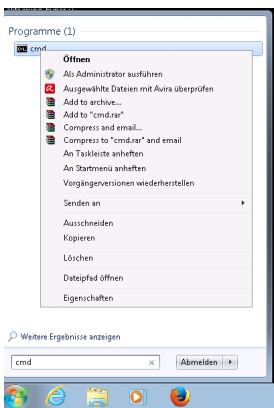 Programme (1)
cmd
Öffnen
Als Administrator ausführen
Ausgewählte Dateien mit Avira überprüfen
Add to archive...
Add to "cmd.rar"
Compress and email...
Compress to "cmd.rar" and email
An Taskleiste anheften
An Startmenü anheften
Vorgängerversionen wiederherstellen
Senden an
Ausschneiden
Kopieren
Löschen
Dateipfad öffnen
Eigenschaften
Weitere Ergebnisse anzeigen
cmd
Abmelden